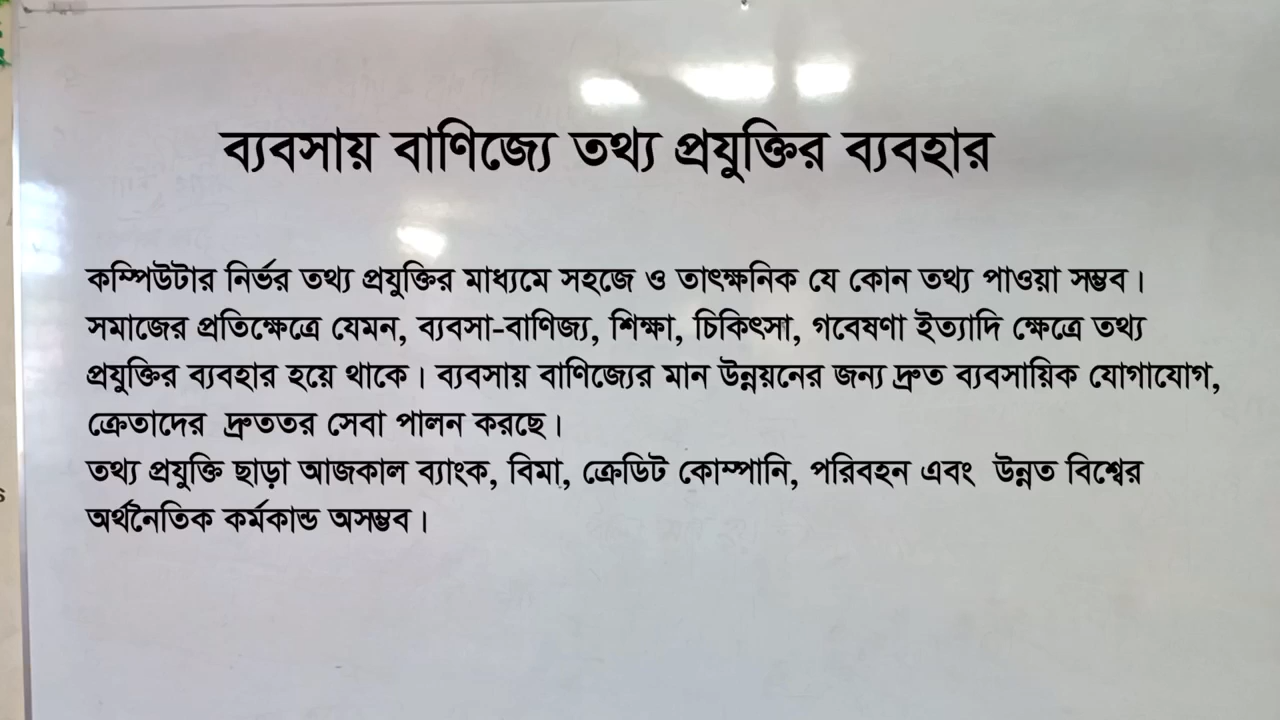 ব্যবসায় বাণিজ্যে তথ্য প্রযুক্তির ব্যবহার
কম্পিউটার নির্ভর তথ্য প্রযুক্তির মাধ্যমে সহজে ও তাৎক্ষনিক যে কোন তথ্য পাওয়া সম্ভব।
সমাজের প্রতিক্ষেত্রে যেমন, ব্যবসা-বাণিজ্য, শিক্ষা, চিকিৎসা, গবেষণা ইত্যাদি ক্ষেত্রে তথ্য
প্রযুক্তির ব্যবহার হয়ে থাকে। ব্যবসায় বাণিজ্যের মান উন্নয়নের জন্য দ্রুত ব্যবসায়িক যোগাযোগ,
ক্রেতাদের দ্রুততর সেবা পালন করছে।
তথ্য প্রযুক্তি ছাড়া আজকাল ব্যাংক, বিমা, ক্রেডিট কোম্পানি, পরিবহন এবং উন্নত বিশ্বের
অর্থনৈতিক কর্মকান্ড অসম্ভব।